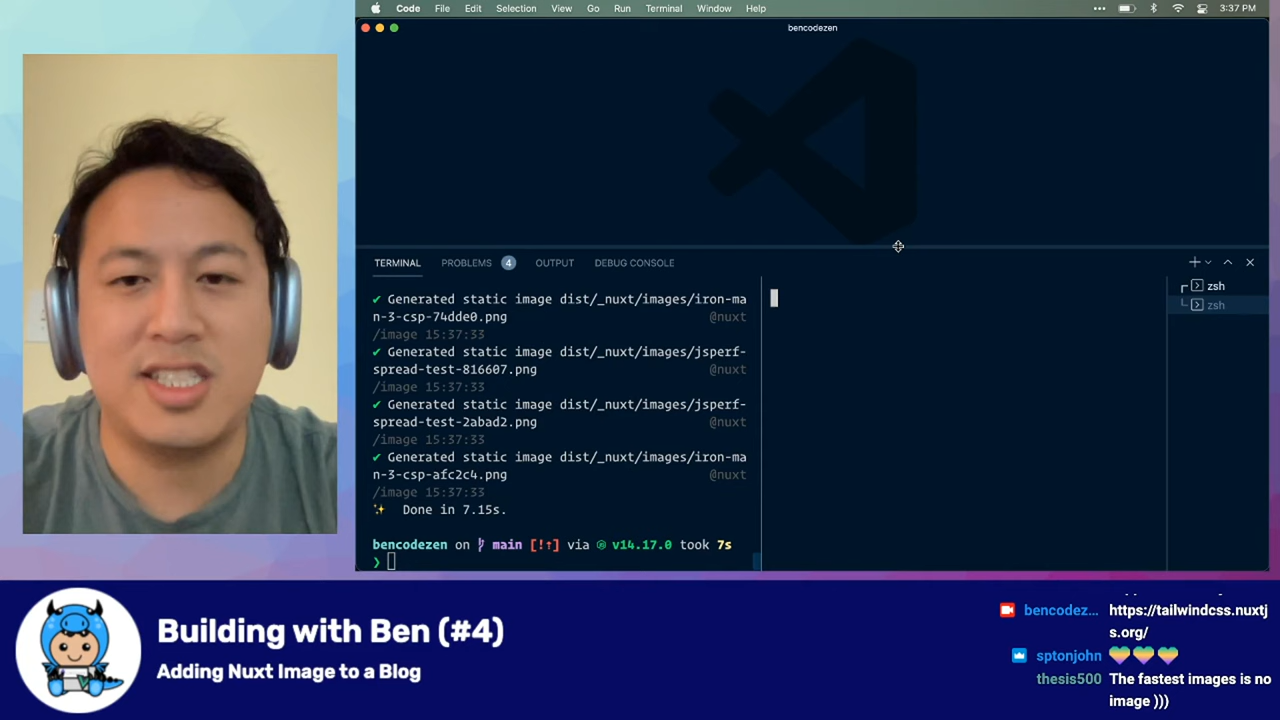 Code File Edit Selection View Go Run Terminal Window Help 3:37 PM
bencodezen
TERMINAL PROBLEMS 4 OUTPUT DEBUG CONSOLE
zsh
zsh
✔ Generated static image dist/_nuxt/images/iron-ma
n-3-csp-74dde0.png @nuxt
/image 15:37:33
✔ Generated static image dist/_nuxt/images/jsperf-
spread-test-816607.png @nuxt
/image 15:37:33
✔ Generated static image dist/_nuxt/images/jsperf-
spread-test-2abad2.png @nuxt
/image 15:37:33
✔ Generated static image dist/_nuxt/images/iron-ma
n-3-csp-afc2c4.png @nuxt
/image 15:37:33
✨ Done in 7.15s.
bencodezen on main [!↑] via v14.17.0 took 7s
❯
Building with Ben (#4)
Adding Nuxt Image to a Blog
bencodez... https://tailwindcss.nuxtj
s.org/
sptonjohn
thesis500 The fastest images is no
image )))